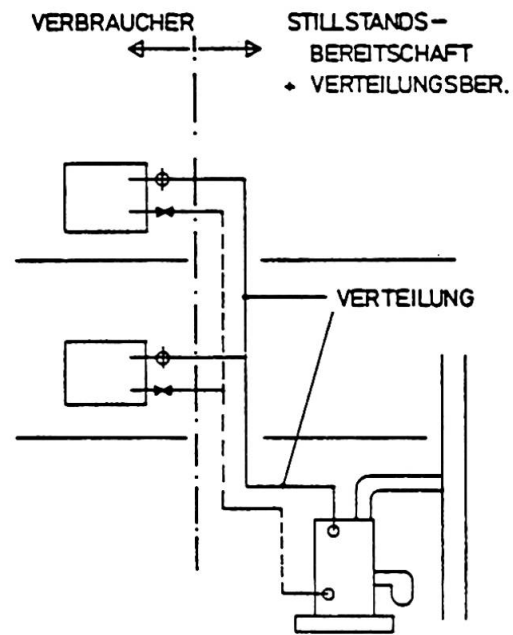 VERBRAUCHER
STILLSTANDS-
BEREITSCHAFT
+ VERTEILUNGSBER.
VERTEILUNG